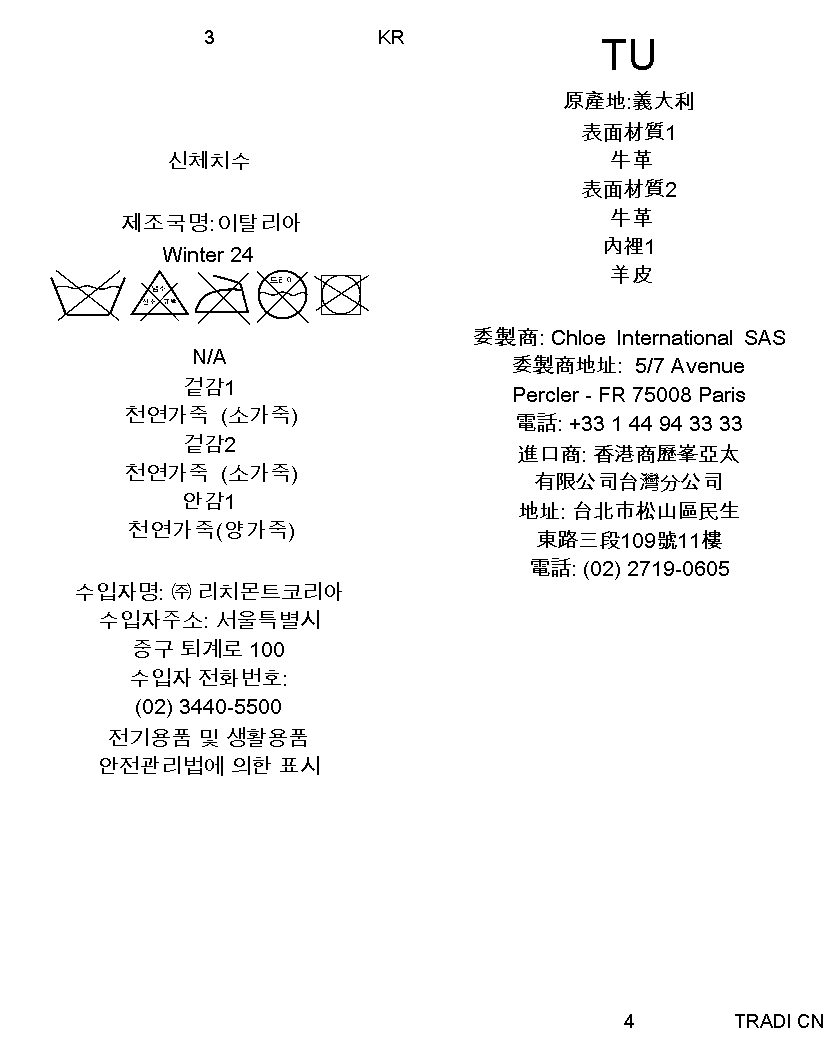 3
KR
신체치수
제조국명:이탈리아
Winter 24
염소
산소 표백
드라이
N/A
겉감1
천연가죽 (소가죽)
겉감2
천연가죽 (소가죽)
안감1
천연가죽(양가죽)
수입자명: ㈜ 리치몬트코리아
수입자주소: 서울특별시
중구 퇴계로 100
수입자 전화번호:
(02) 3440-5500
전기용품 및 생활용품
안전관리법에 의한 표시
TU
原產地:義大利
表面材質1
牛革
表面材質2
牛革
內裡1
羊皮
委製商: Chloe International SAS
委製商地址: 5/7 Avenue
Percler - FR 75008 Paris
電話: +33 1 44 94 33 33
進口商: 香港商歷峯亞太
有限公司台灣分公司
地址: 台北市松山區民生
東路三段109號11樓
電話: (02) 2719-0605
4
TRADI CN